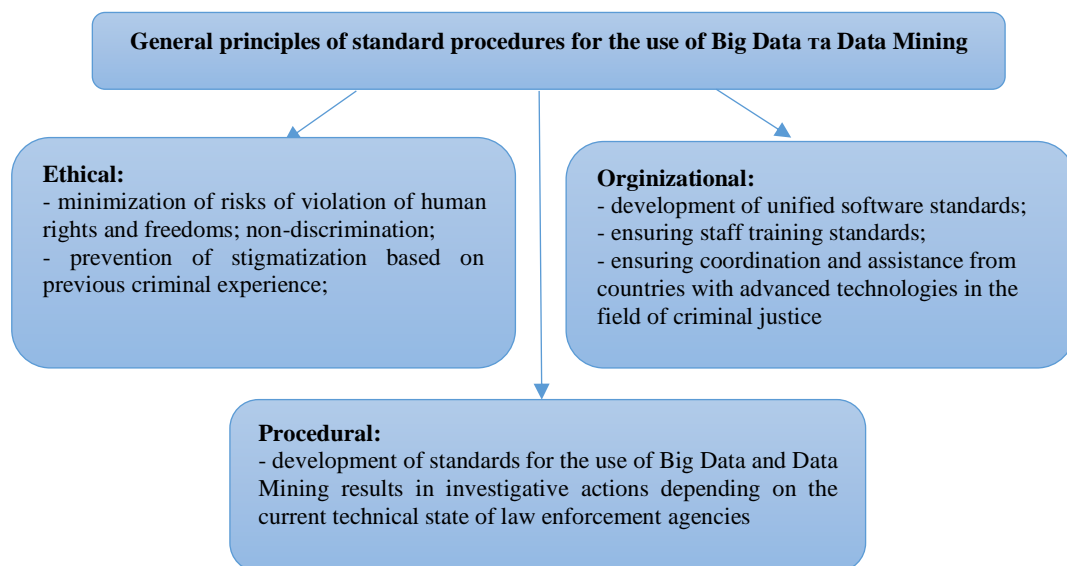 General principles of standard procedures for the use of Big Data та Data Mining
Ethical:
- minimization of risks of violation of human
rights and freedoms; non-discrimination;
- prevention of stigmatization based on
previous criminal experience;
Orginizational:
- development of unified software standards;
- ensuring staff training standards;
- ensuring coordination and assistance from
countries with advanced technologies in the
field of criminal justice
Procedural:
- development of standards for the use of Big Data and Data
Mining results in investigative actions depending on the
current technical state of law enforcement agencies